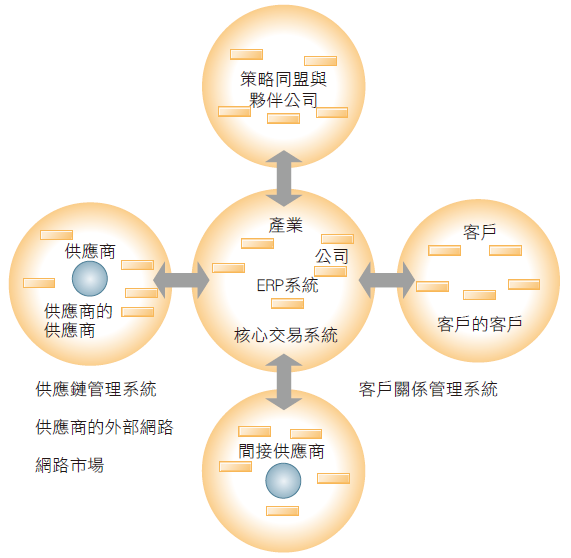 策略同盟與
夥伴公司
產業
公司
ERP系統
核心交易系統
供應商
供應商的
供應商
客戶
客戶的客戶
供應鏈管理系統
供應商的外部網路
網路市場
客戶關係管理系統
間接供應商